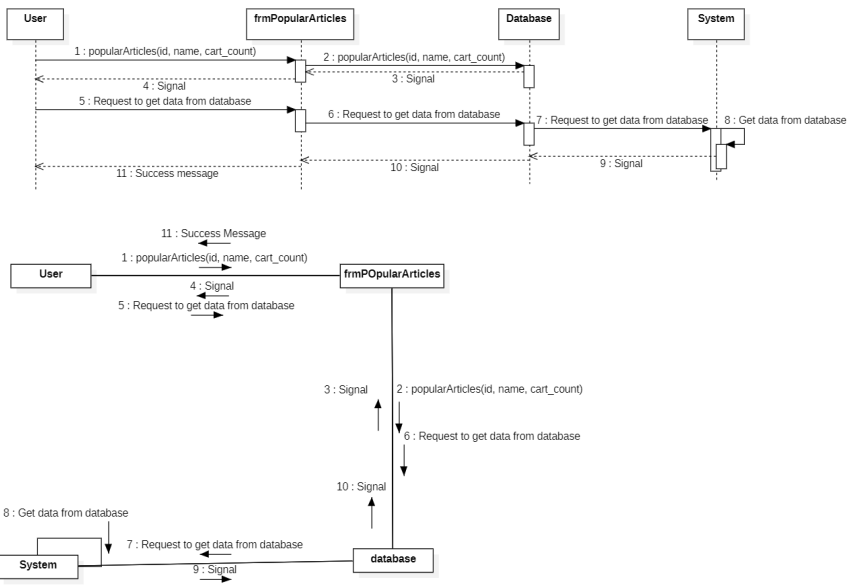 User
frmPopularArticles
Database
System
1 : popularArticles(id, name, cart_count)
2 : popularArticles(id, name, cart_count)
3 : Signal
4 : Signal
5 : Request to get data from database
6 : Request to get data from database
7 : Request to get data from database
8 : Get data from database
9 : Signal
10 : Signal
11 : Success message
11 : Success Message
1 : popularArticles(id, name, cart_count)
User
frmPOpularArticles
4 : Signal
5 : Request to get data from database
3 : Signal
2 : popularArticles(id, name, cart_count)
6 : Request to get data from database
10 : Signal
8 : Get data from database
7 : Request to get data from database
database
System
9 : Signal